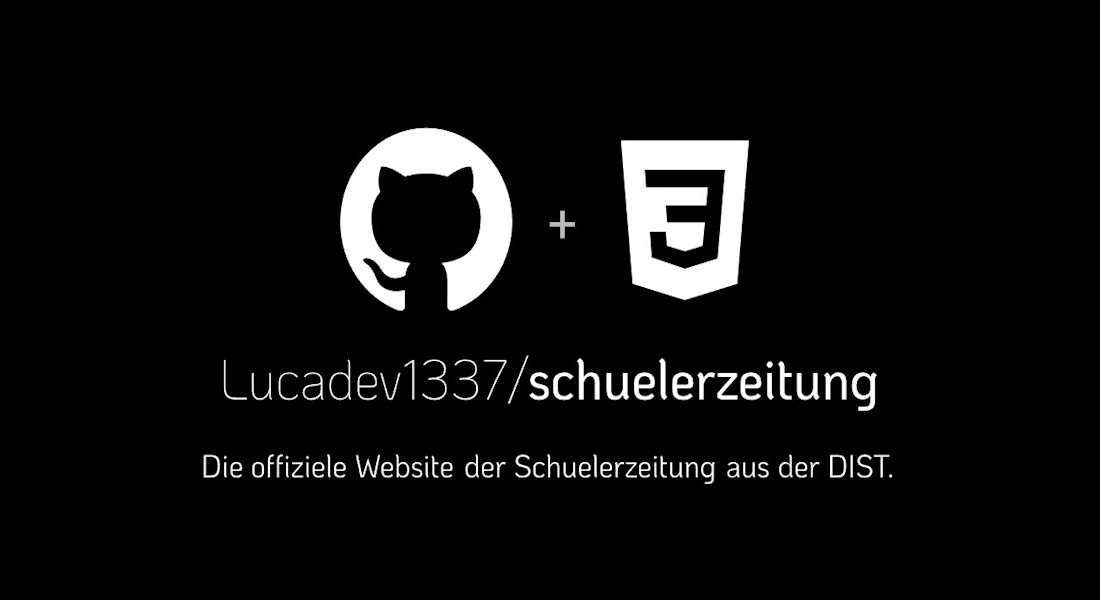 +
Lucadev1337/schuelerzeitung
Die offiziele Website der Schuelerzeitung aus der DIST.